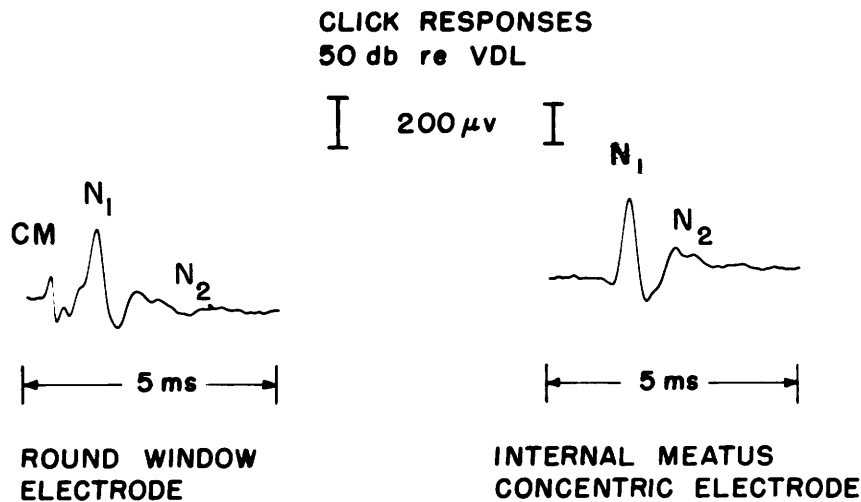 CLICK RESPONSES
50 db re VDL
200 μv
N₁
N₁
CM
N₂
N₂
5 ms
5 ms
ROUND WINDOW
ELECTRODE
INTERNAL MEATUS
CONCENTRIC ELECTRODE